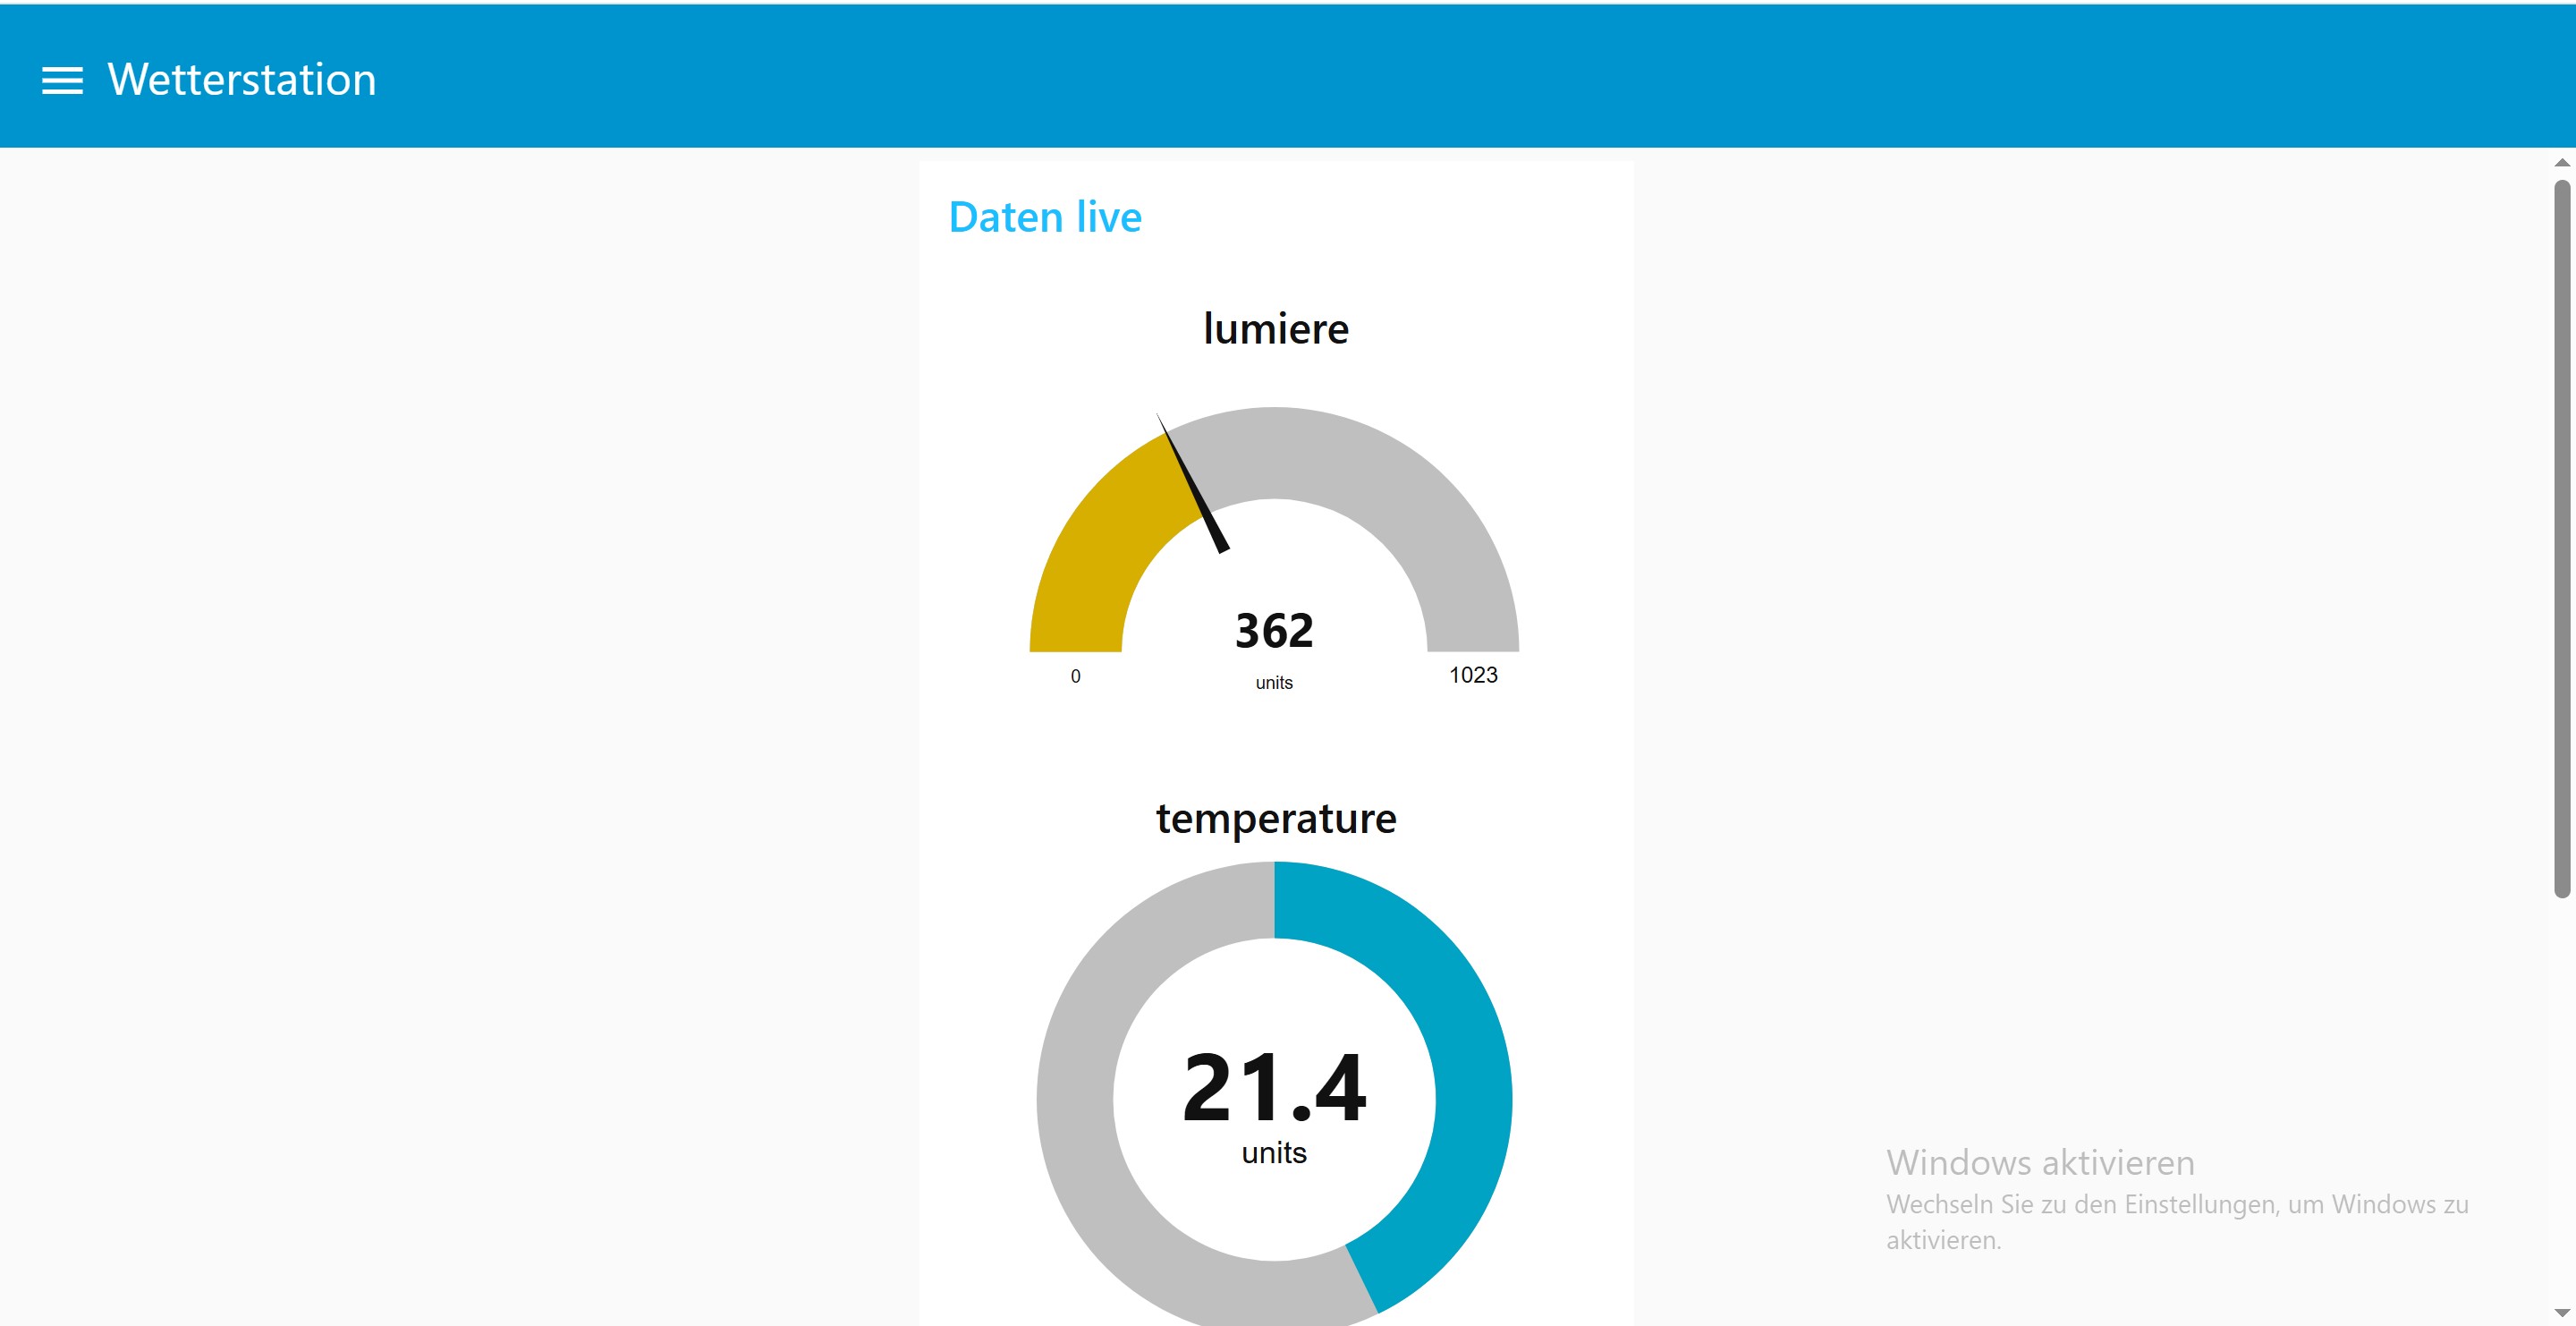 Wetterstation
Daten live
lumiere
362
0
units
1023
temperature
21.4
units
Windows aktivieren
Wechseln Sie zu den Einstellungen, um Windows zu
aktivieren.